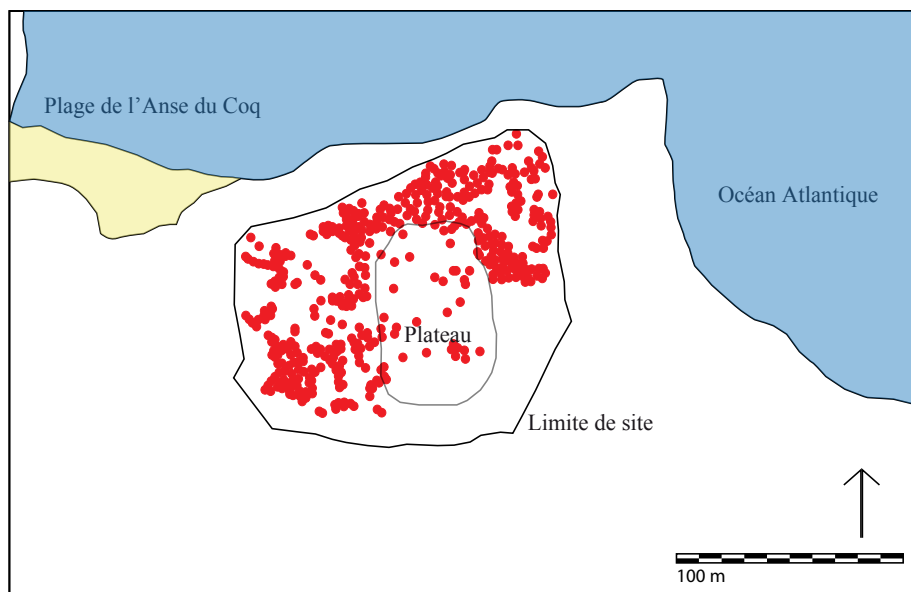 Plage de l'Anse du Coq
Océan Atlantique
Plateau
Limite de site
100 m